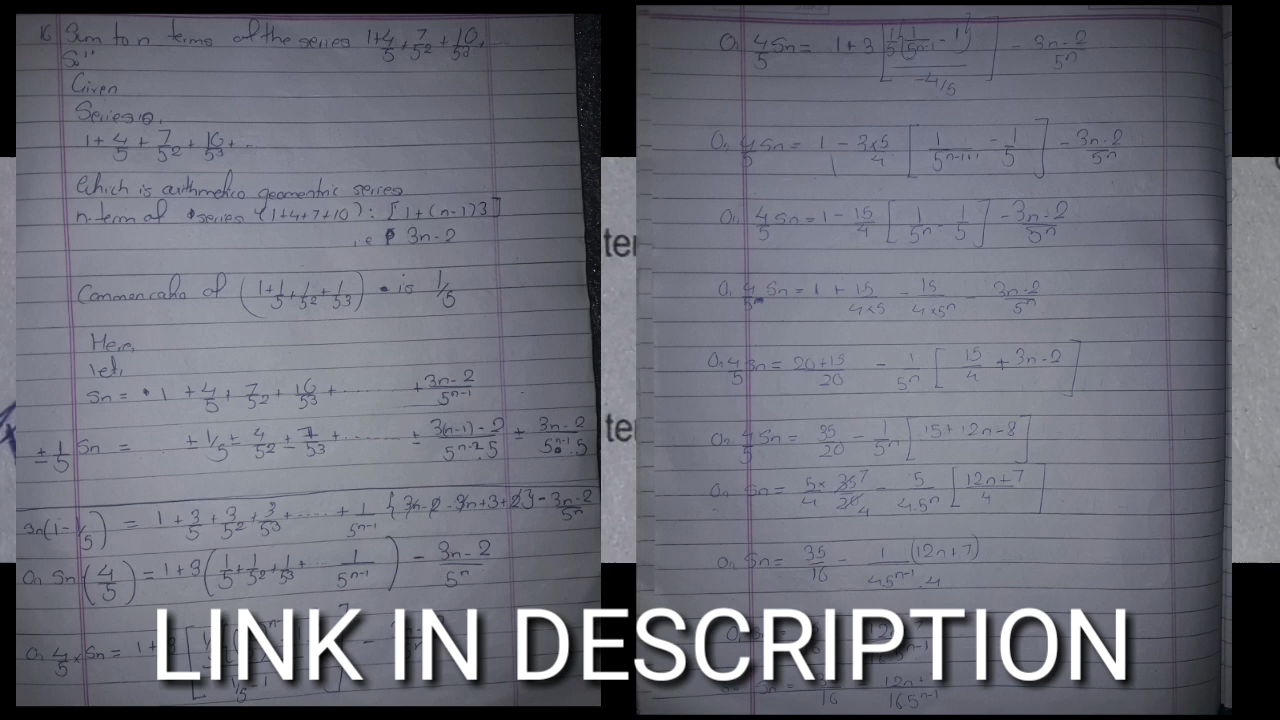 16 Sum to n terms of the series 1+4/5+7/5²+10/5³+..
Solⁿ
Given
Series is,
1+4/5+7/5²+10/5³+..
Which is arithmetico geometric series
n-term of series (1+4+7+10): [1+(n-1)3]
i.e 3n-2
of (1+1/5+1/5²+1/5³) is 1/5
Here,
let,
Sn = 1+4/5+7/5²+10/5³+........+3n-2/5ⁿ⁻¹
±1/5 Sn = ±1/5±4/5²±7/5³+........±3(n-1)-2/5ⁿ⁻².5±3n-2/5ⁿ⁻¹.5
(1-1/5) = 1+3/5+3/5²+3/5³+.....+1/5ⁿ⁻¹{3n-2-3n+3+2}-3n-2/5ⁿ
Or Sn(4/5) = 1+3(1/5+1/5²+1/5³+..1/5ⁿ⁻¹)-3n-2/5ⁿ
Or 4/5 × Sn = 1+
1/5-1
Or 4/5 Sn = 1+3[1/5(1/5ⁿ⁻¹-1)/-4/5]-3n-2/5ⁿ
Or 4/5 Sn = 1-3×5/4[1/5ⁿ⁻¹⁺¹-1/5]-3n-2/5ⁿ
Or 4/5 Sn = 1-15/4[1/5ⁿ-1/5]-3n-2/5ⁿ
Or 4/5 Sn = 1+15/4×5-15/4×5ⁿ-3n-2/5ⁿ
Or 4/5 Sn = 20+15/20-1/5ⁿ[15/4+3n-2]
Or 4/5 Sn = 35/20-1/5ⁿ[15+12n-8]
Or Sn = 5/4×35/20 7/4-5/4.5ⁿ[12n+7/4]
Or Sn = 35/16-1/45ⁿ⁻¹.4(12n+7)
16 16.5ⁿ⁻¹
ter
ter
LINK IN DESCRIPTION